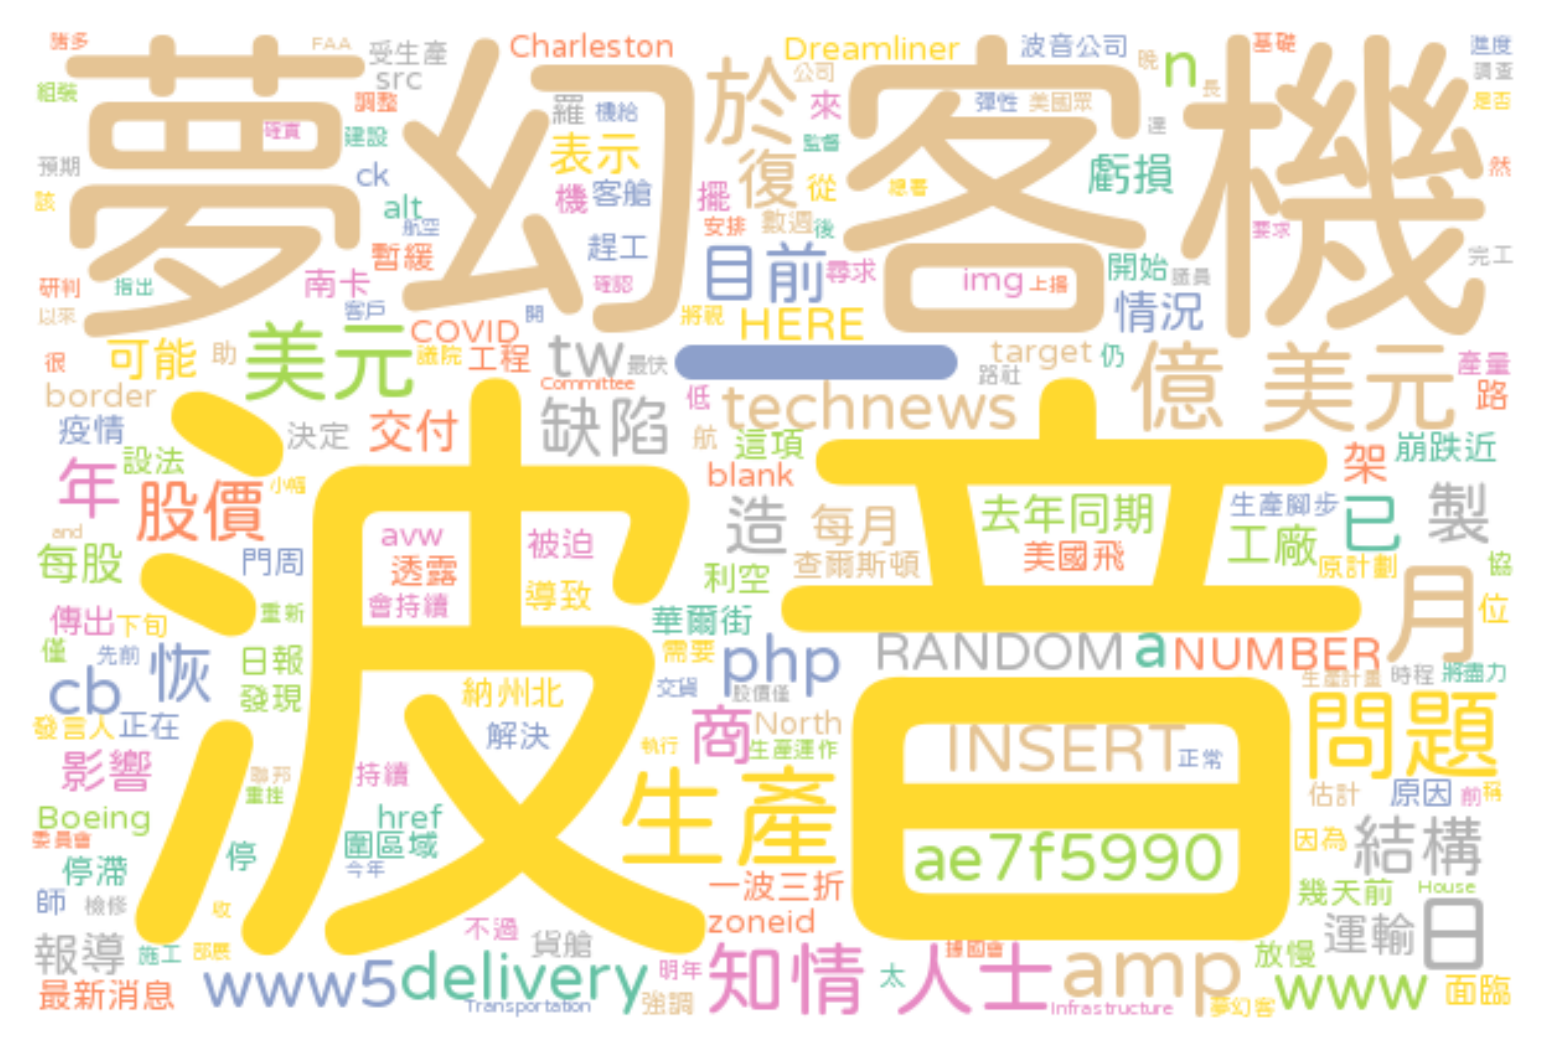 諸多 FAA 受生產 Charleston Dreamliner 波音公司 晚 n 基礎 進度
組裝 src 公司 調查
夢幻 於 客機
調整 羅 機給 來 彈性 美國眾 長 是否
確實 建設 表示 監督 達
預期 ck 復 虧損 然
該 alt 機 客艙 擺 從 總署
航空 安排 數週 後 要求
暫緩 趕工 目前 尋求 開始 議員 完工
研判 指出 南卡 確認 img 上揚 情況
以來 客戶 開 將視 HERE
很 可能 助 美元 COVID 議院 工程 tw 最快 一 target 仍 億 美元 產量
border Committee 低 technews 路社 路
疫情 決定 交付 缺陷 航 這項 架 崩跌近
年 設法 blank
波音
股價 小幅 造 每月 去年同期 生產腳步 已 製
and avw 被迫 美國飛 工廠
每股 門周 透露 利空 查爾斯頓 原計劃 協
傳出 下旬 重新 會持續 導致 華爾街 月 位
僅 先前 恢 日報 需要 php RANDOM a NUMBER
cb 發現 納州北 交貨 股價僅 生產計畫 時程 將盡力
發言人 正在 解決 商 North INSERT 正常 問題
影響 聯邦 持續 執行 生產運作
重挫 生產 估計 原因 前 稱
Boeing href ae7f5990 因為 結構
委員會 停 圍區域
停滯 今年 一波三折 幾天前 House
師 檢修 收 zoneid 運輸 日
報導 施工 部展 不過 貨艙 據國會 放慢
最新消息 www5 delivery 明年 知情 太 人士 amp www 面臨
Transportation 強調 Infrastructure 夢幻客